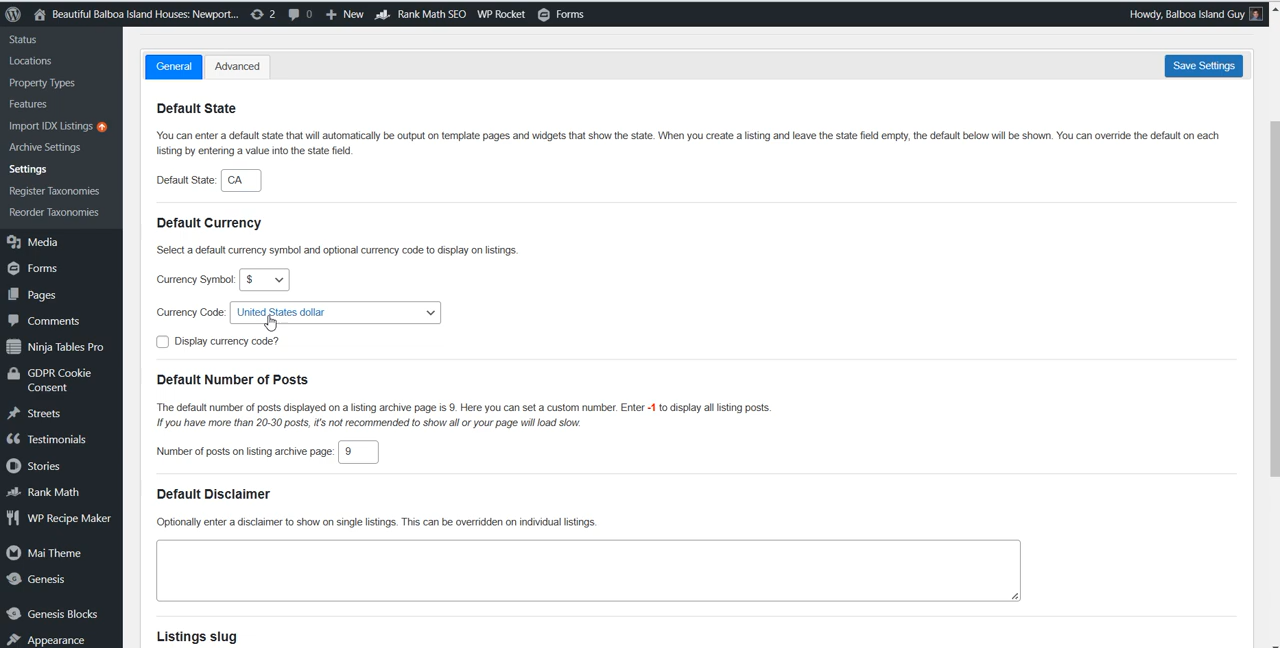 Beautiful Balboa Island Houses: Newport... 2 0 New Rank Math SEO WP Rocket Forms Howdy, Balboa Island Guy
Status
Locations
Property Types
Features
Import IDX Listings
Archive Settings
Settings
Register Taxonomies
Reorder Taxonomies
Media
Forms
Pages
Comments
Ninja Tables Pro
GDPR Cookie
Consent
Streets
Testimonials
Stories
Rank Math
WP Recipe Maker
Mai Theme
Genesis
Genesis Blocks
Appearance
General Advanced Save Settings
Default State
You can enter a default state that will automatically be output on template pages and widgets that show the state. When you create a listing and leave the state field empty, the default below will be shown. You can override the default on each
listing by entering a value into the state field.
Default State: CA
Default Currency
Select a default currency symbol and optional currency code to display on listings.
Currency Symbol: $
Currency Code: United States dollar
Display currency code?
Default Number of Posts
The default number of posts displayed on a listing archive page is 9. Here you can set a custom number. Enter -1 to display all listing posts.
If you have more than 20-30 posts, it's not recommended to show all or your page will load slow.
Number of posts on listing archive page: 9
Default Disclaimer
Optionally enter a disclaimer to show on single listings. This can be overridden on individual listings.
Listings slug